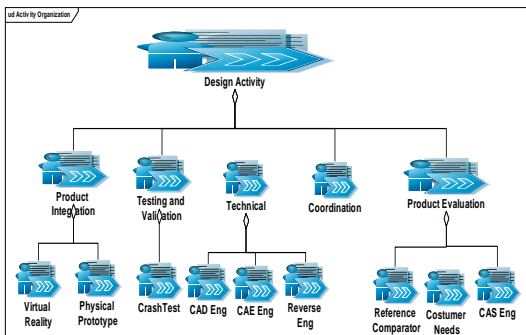 ud Activity Organization
Design Activity
Product
Integration
Testing and
Validation
Technical
Coordination
Product Evaluation
Virtual
Reality
Physical
Prototype
CrashTest
CAD Eng
CAE Eng
Reverse
Eng
Reference
Comparator
Costumer
Needs
CAS Eng